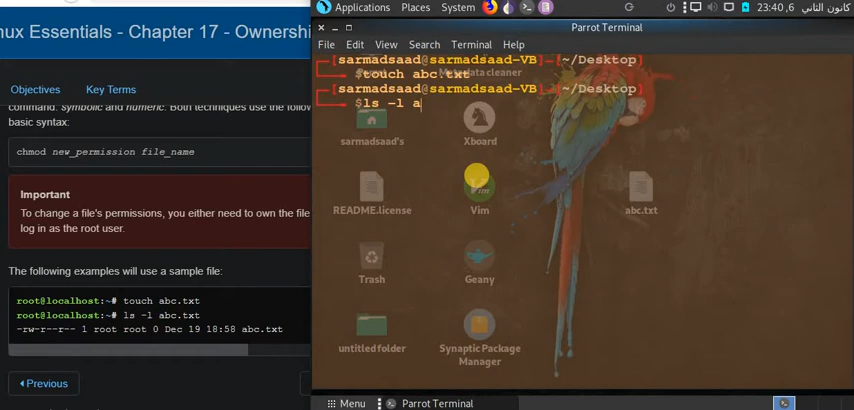 nux Essentials - Chapter 17 - Ownershi
Objectives Key Terms
command: symbolic and numeric. Both techniques use the follow
basic syntax:
chmod new_permission file_name
Important
To change a file's permissions, you either need to own the file
log in as the root user.
The following examples will use a sample file:
root@localhost:~# touch abc.txt
root@localhost:~# ls -l abc.txt
-rw-r--r-- 1 root root 0 Dec 19 18:58 abc.txt
Previous
Applications Places System
كانون الثاني 6, 23:40
Parrot Terminal
File Edit View Search Terminal Help
[sarmadsaad@sarmadsaad-VB]-[~/Desktop]
$touch abc.txt
[sarmadsaad@sarmadsaad-VB]-[~/Desktop]
$ls -l a
Metadata cleaner
sarmadsaad's
Xboard
README.license
Vim
abc.txt
Trash
Geany
untitled folder
Synaptic Package
Manager
Menu Parrot Terminal